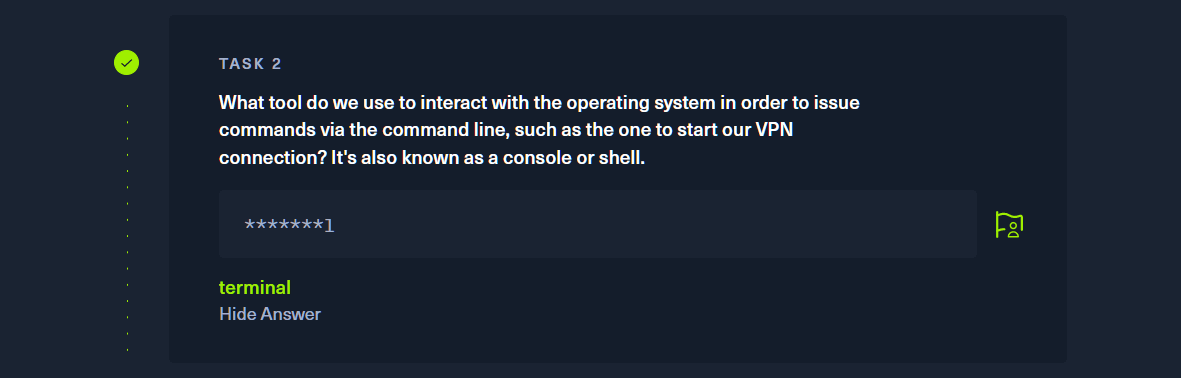 TASK 2
What tool do we use to interact with the operating system in order to issue
commands via the command line, such as the one to start our VPN
connection? It's also known as a console or shell.
*******l
terminal
Hide Answer